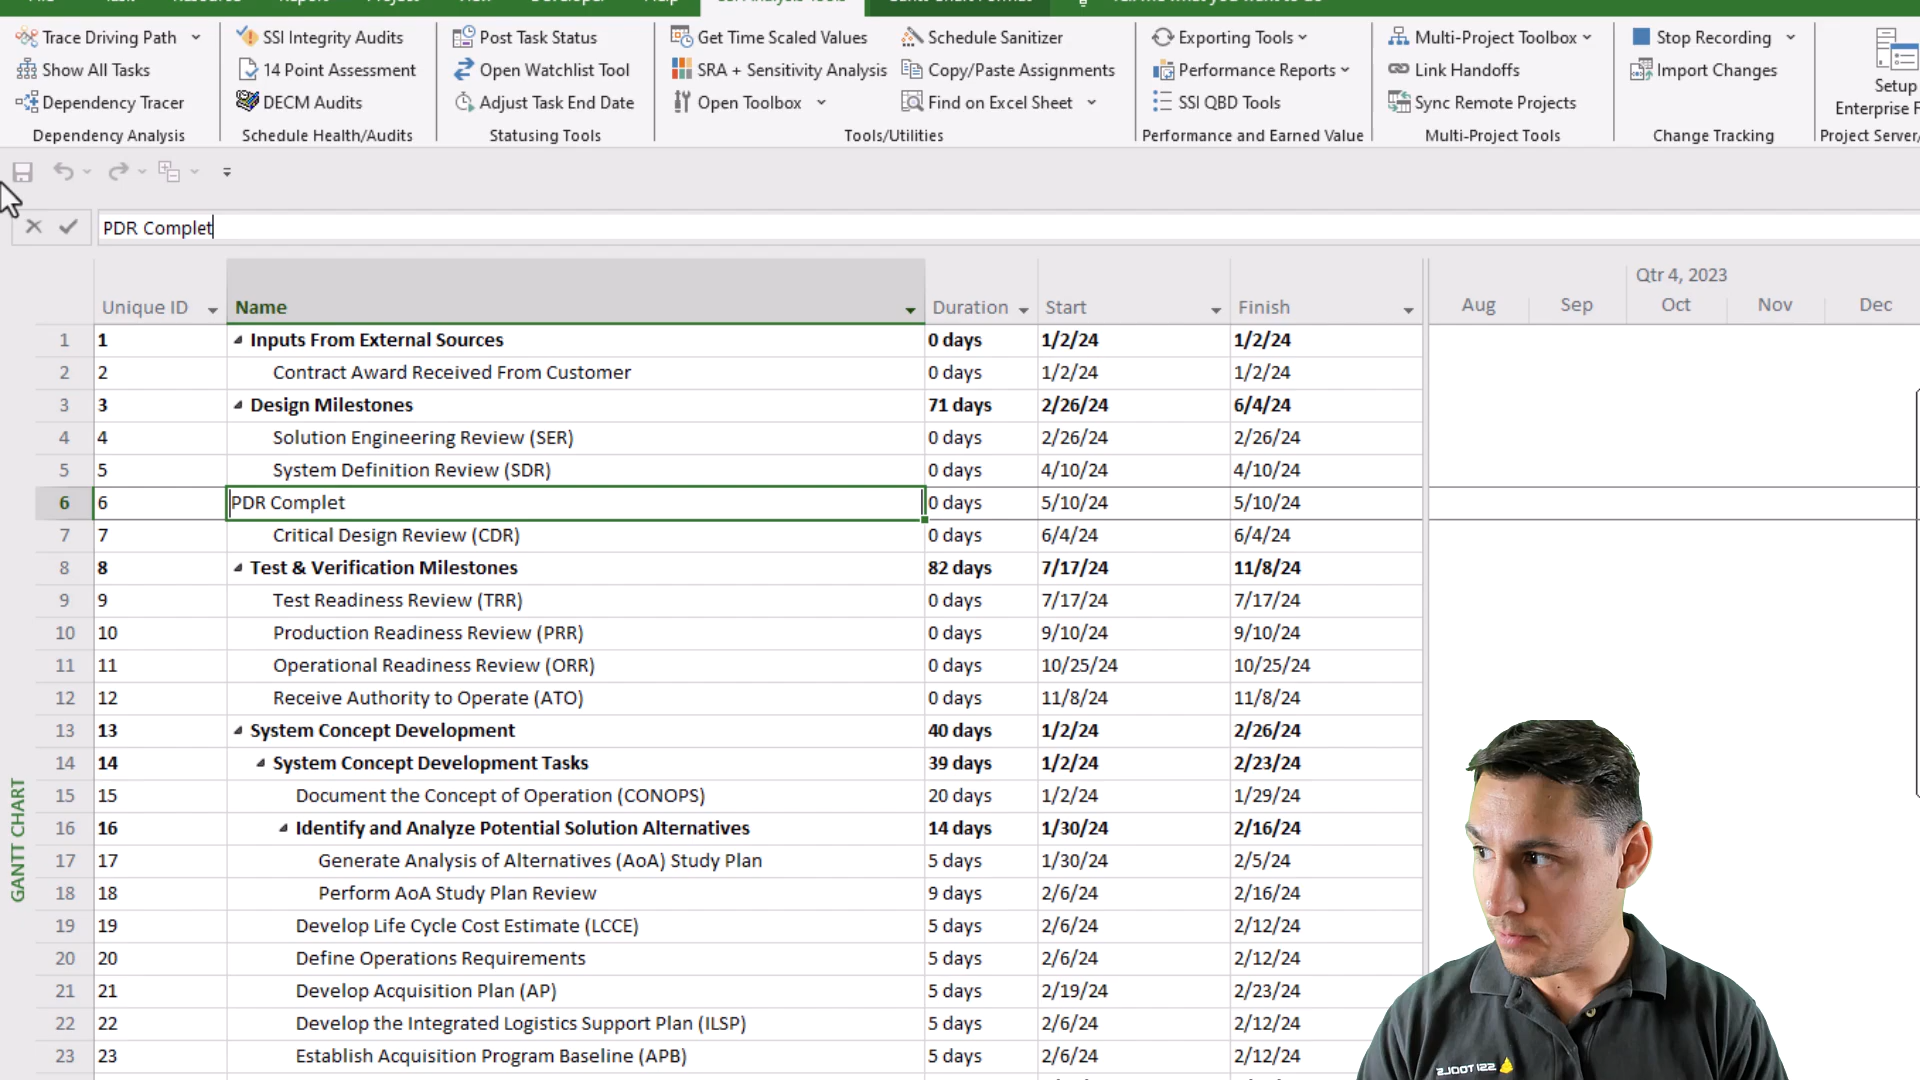 Trace Driving Path
SSI Integrity Audits
Post Task Status
Get Time Scaled Values
Schedule Sanitizer
Exporting Tools
Multi-Project Toolbox
Stop Recording
Show All Tasks
14 Point Assessment
Open Watchlist Tool
SRA + Sensitivity Analysis
Copy/Paste Assignments
Performance Reports
Link Handoffs
Import Changes
Setup
Dependency Tracer
DECM Audits
Adjust Task End Date
Open Toolbox
Find on Excel Sheet
SSI QBD Tools
Sync Remote Projects
Enterprise F
Dependency Analysis
Schedule Health/Audits
Statusing Tools
Tools/Utilities
Performance and Earned Value
Multi-Project Tools
Change Tracking
Project Server/
PDR Complet
Qtr 4, 2023
Unique ID Name Duration Start Finish Aug Sep Oct Nov Dec
1 1 Inputs From External Sources 0 days 1/2/24 1/2/24
2 2 Contract Award Received From Customer 0 days 1/2/24 1/2/24
3 3 Design Milestones 71 days 2/26/24 6/4/24
4 4 Solution Engineering Review (SER) 0 days 2/26/24 2/26/24
5 5 System Definition Review (SDR) 0 days 4/10/24 4/10/24
6 6 PDR Complet 0 days 5/10/24 5/10/24
7 7 Critical Design Review (CDR) 0 days 6/4/24 6/4/24
8 8 Test & Verification Milestones 82 days 7/17/24 11/8/24
9 9 Test Readiness Review (TRR) 0 days 7/17/24 7/17/24
10 10 Production Readiness Review (PRR) 0 days 9/10/24 9/10/24
11 11 Operational Readiness Review (ORR) 0 days 10/25/24 10/25/24
12 12 Receive Authority to Operate (ATO) 0 days 11/8/24 11/8/24
13 13 System Concept Development 40 days 1/2/24 2/26/24
14 14 System Concept Development Tasks 39 days 1/2/24 2/23/24
15 15 Document the Concept of Operation (CONOPS) 20 days 1/2/24 1/29/24
16 16 Identify and Analyze Potential Solution Alternatives 14 days 1/30/24 2/16/24
17 17 Generate Analysis of Alternatives (AoA) Study Plan 5 days 1/30/24 2/5/24
18 18 Perform AoA Study Plan Review 9 days 2/6/24 2/16/24
19 19 Develop Life Cycle Cost Estimate (LCCE) 5 days 2/6/24 2/12/24
20 20 Define Operations Requirements 5 days 2/6/24 2/12/24
21 21 Develop Acquisition Plan (AP) 5 days 2/19/24 2/23/24
22 22 Develop the Integrated Logistics Support Plan (ILSP) 5 days 2/6/24 2/12/24
23 23 Establish Acquisition Program Baseline (APB) 5 days 2/6/24 2/12/24
GANTT CHART
SSI TOOLS